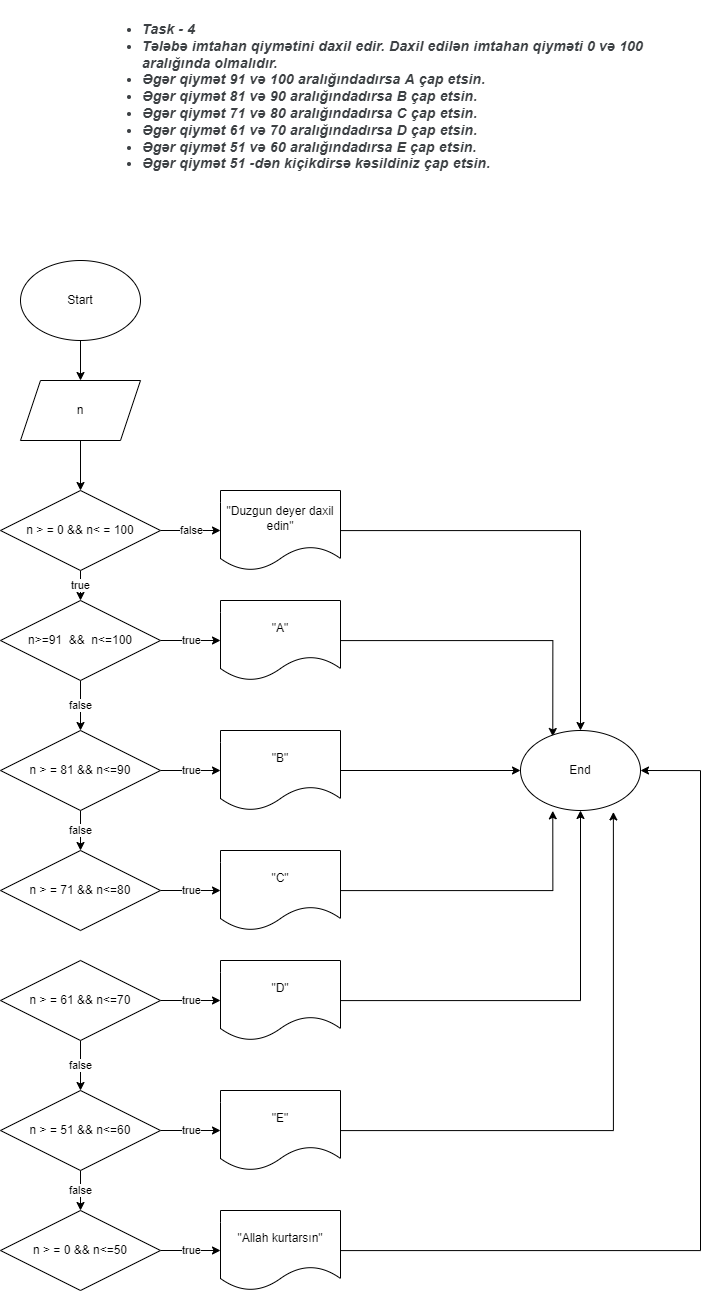 Task - 4
Tələbə imtahan qiymətini daxil edir. Daxil edilən imtahan qiyməti 0 və 100
aralığında olmalıdır.
Əgər qiymət 91 və 100 aralığındadırsa A çap etsin.
Əgər qiymət 81 və 90 aralığındadırsa B çap etsin.
Əgər qiymət 71 və 80 aralığındadırsa C çap etsin.
Əgər qiymət 61 və 70 aralığındadırsa D çap etsin.
Əgər qiymət 51 və 60 aralığındadırsa E çap etsin.
Əgər qiymət 51 -dən kiçikdirsə kəsildiniz çap etsin.
Start
n
n > = 0 && n< = 100
false
"Duzgun deyer daxil
edin"
true
n>=91 && n<=100
true
"A"
false
n > = 81 && n<=90
true
"B"
End
false
n > = 71 && n<=80
true
"C"
n > = 61 && n<=70
true
"D"
false
n > = 51 && n<=60
true
"E"
false
n > = 0 && n<=50
true
"Allah kurtarsın"